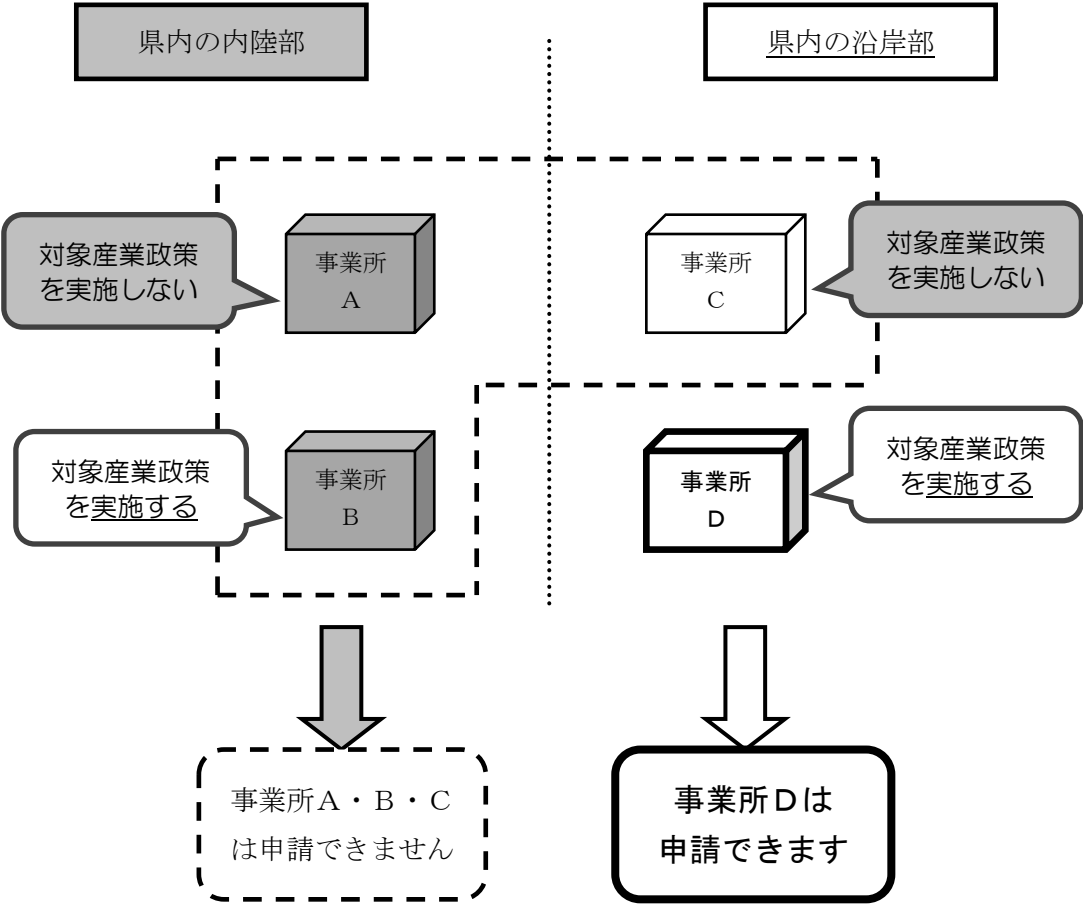 県内の内陸部
県内の沿岸部
対象産業政策
を実施しない
事業所
A
事業所
C
対象産業政策
を実施しない
対象産業政策
を実施する
事業所
B
事業所
D
対象産業政策
を実施する
事業所A・B・C
は申請できません
事業所Dは
申請できます